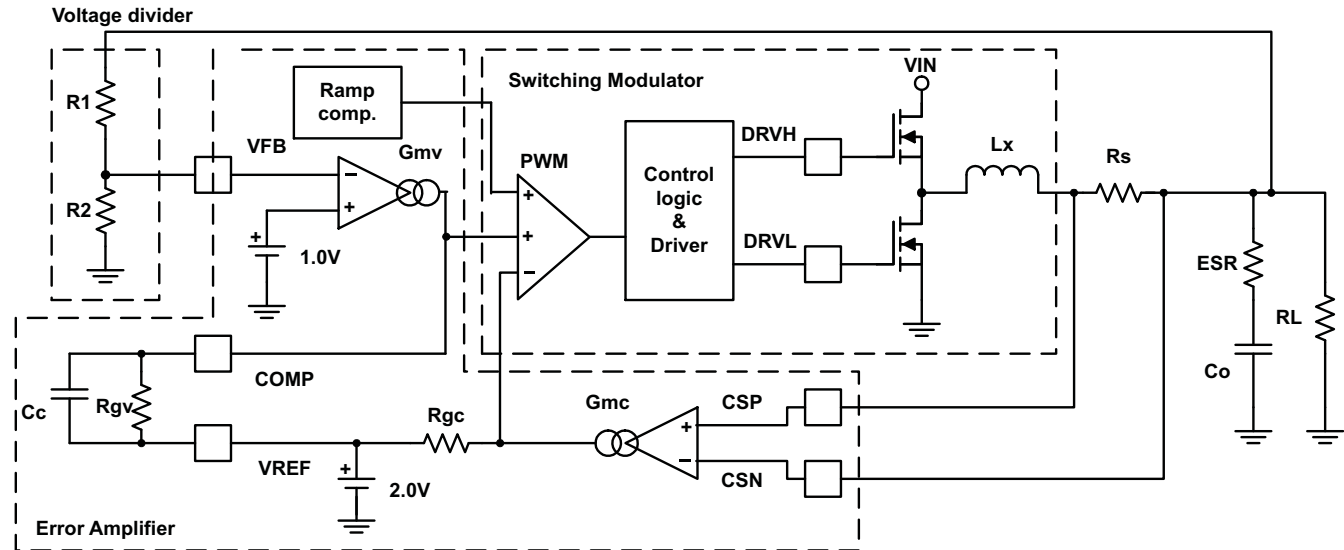 Voltage divider
R1
R2
VFB
Ramp
comp.
Gmv
+
−
+
1.0V
Switching Modulator
PWM
+
+
−
Control
logic
&
Driver
DRVH
DRVL
VIN
Lx
Rs
ESR
Co
RL
COMP
Cc
Rgv
VREF
Rgc
+
2.0V
Gmc
+
−
CSP
CSN
Error Amplifier